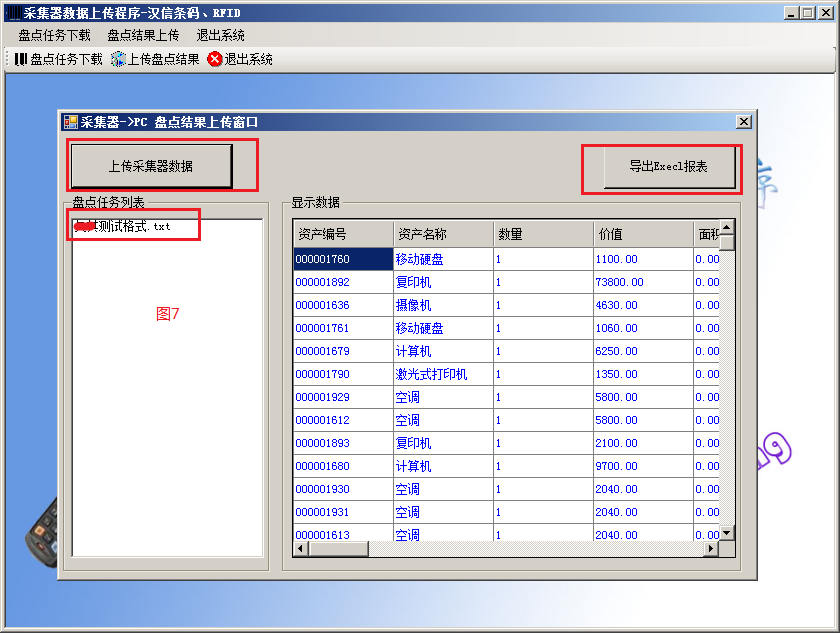 采集器数据上传程序-汉信条码、RFID
盘点任务下载 盘点结果上传 退出系统
盘点任务下载 上传盘点结果 退出系统
采集器->PC 盘点结果上传窗口
上传采集器数据
导出Execl报表
盘点任务列表
测试格式.txt
图7
显示数据
资产编号 资产名称 数量 价值 面积
000001760 移动硬盘 1 1100.00 0.00
000001892 复印机 1 73800.00 0.00
000001636 摄像机 1 4630.00 0.00
000001761 移动硬盘 1 1060.00 0.00
000001679 计算机 1 6250.00 0.00
000001790 激光式打印机 1 1350.00 0.00
000001929 空调 1 5800.00 0.00
000001612 空调 1 5800.00 0.00
000001893 复印机 1 2100.00 0.00
000001680 计算机 1 9700.00 0.00
000001930 空调 1 2040.00 0.00
000001931 空调 1 2040.00 0.00
000001613 空调 1 2040.00 0.00
序